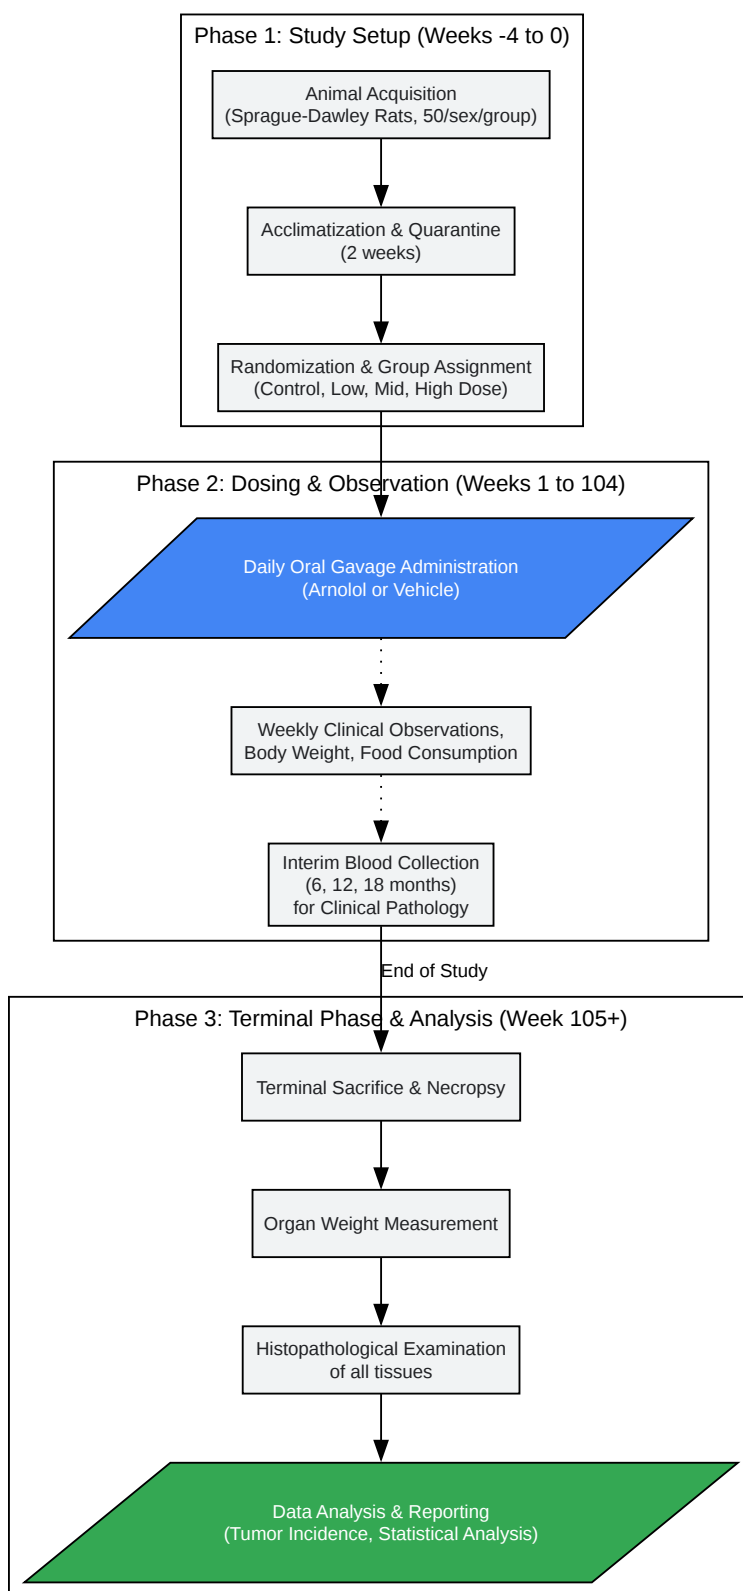 Phase 1: Study Setup (Weeks -4 to 0)
Animal Acquisition
(Sprague-Dawley Rats, 50/sex/group)
Acclimatization & Quarantine
(2 weeks)
Randomization & Group Assignment
(Control, Low, Mid, High Dose)
Phase 2: Dosing & Observation (Weeks 1 to 104)
Daily Oral Gavage Administration
(Arnolol or Vehicle)
Weekly Clinical Observations,
Body Weight, Food Consumption
Interim Blood Collection
(6, 12, 18 months)
for Clinical Pathology
End of Study
Phase 3: Terminal Phase & Analysis (Week 105+)
Terminal Sacrifice & Necropsy
Organ Weight Measurement
Histopathological Examination
of all tissues
Data Analysis & Reporting
(Tumor Incidence, Statistical Analysis)